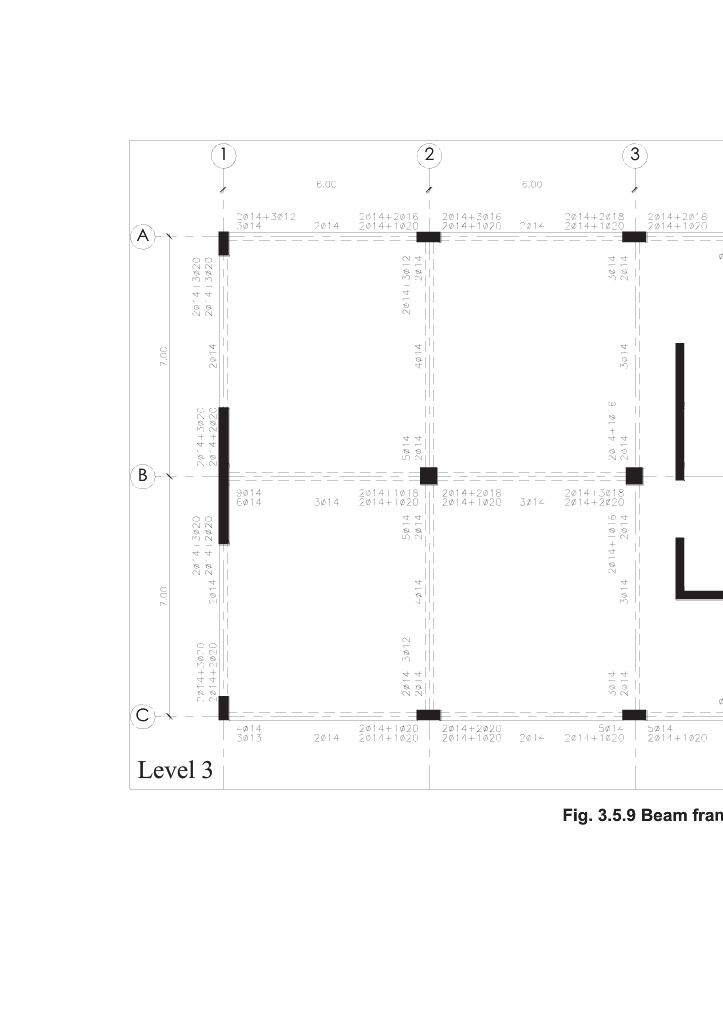 1 2 3
6.00 6.00
2Ø14+3Ø12 2Ø14+2Ø16 2Ø14+3Ø16 2Ø14+2Ø18 2Ø14+2Ø18
3Ø14 2Ø14 2Ø14+1Ø20 2Ø14+1Ø20 2Ø14 2Ø14+1Ø20 2Ø14+1Ø20
A
2Ø14+3Ø20 2Ø14+3Ø20 2Ø14+3Ø12 2Ø14 3Ø14 2Ø14
7.00 2Ø14 4Ø14 3Ø14
2Ø14+3Ø20 2Ø14+2Ø20 5Ø14 2Ø14 2Ø14+1Ø16 2Ø14
B
9Ø14 2Ø14+1Ø18 2Ø14+2Ø18 2Ø14+3Ø18
6Ø14 3Ø14 2Ø14+1Ø20 2Ø14+1Ø20 3Ø14 2Ø14+2Ø20
2Ø14+3Ø20 2Ø14+2Ø20 5Ø14 2Ø14 2Ø14+1Ø16 2Ø14
7.00 2Ø14 4Ø14 3Ø14
2Ø14+3Ø20 2Ø14+2Ø20 2Ø14 3Ø12 2Ø14 3Ø14 2Ø14
C
4Ø14 2Ø14+1Ø20 2Ø14+2Ø20 5Ø14 5Ø14
3Ø13 2Ø14 2Ø14+1Ø20 2Ø14+1Ø20 2Ø14 2Ø14+1Ø20 2Ø14+1Ø20
Level 3
Fig. 3.5.9 Beam fram